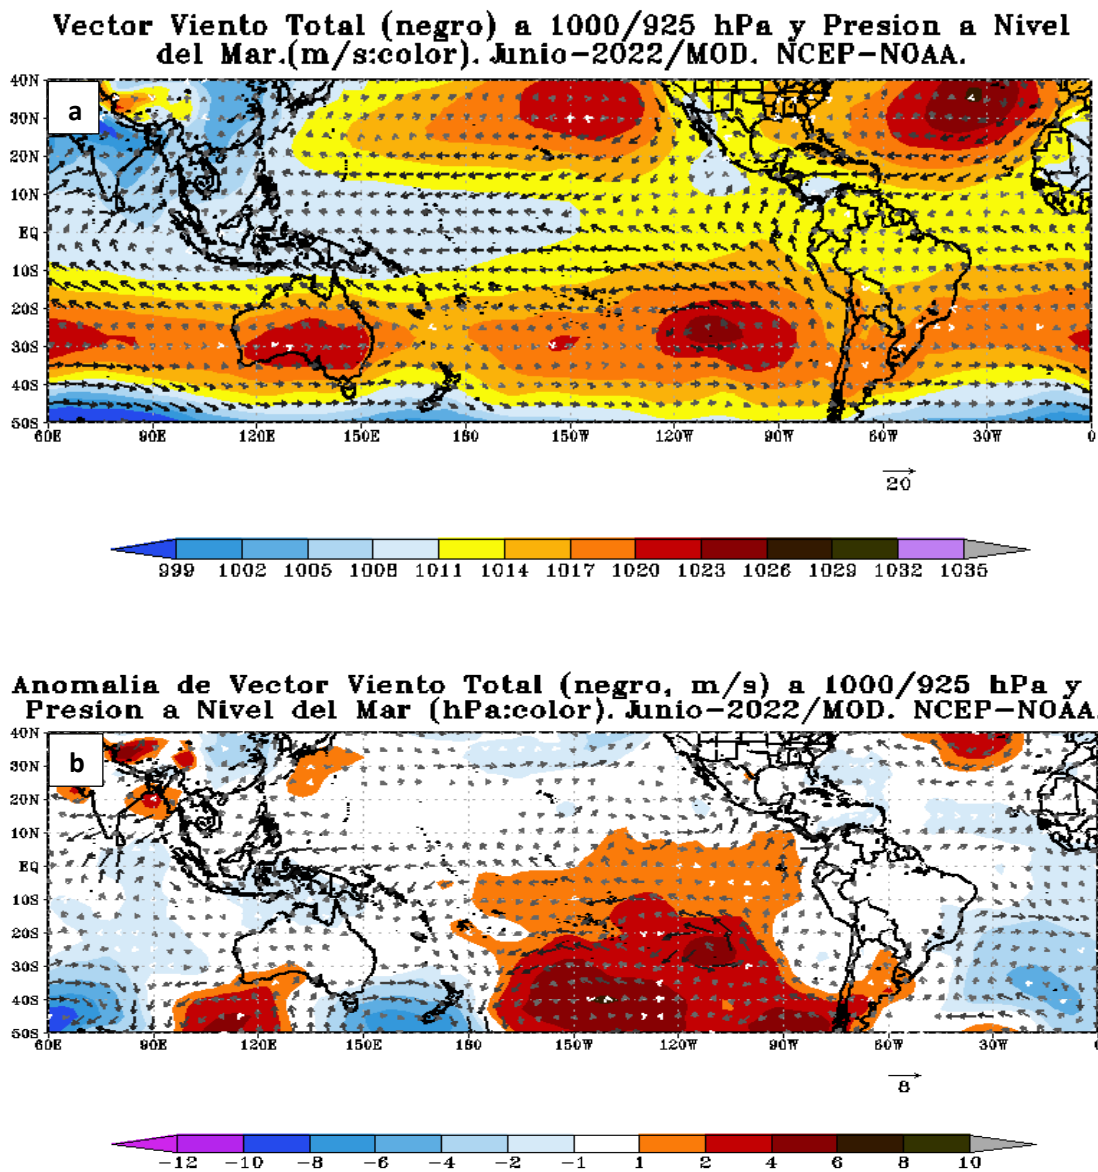 Vector Viento Total (negro) a 1000/925 hPa y Presion a Nivel
del Mar.(m/s:color). Junio-2022/MOD. NCEP-NOAA.
a
40N
30N
20N
10N
EQ
10S
20S
30S
40S
50S
60E 90E 120E 150E 180 150W 120W 90W 60W 30W 0
20
999 1002 1005 1008 1011 1014 1017 1020 1023 1026 1029 1032 1035
Anomalia de Vector Viento Total (negro, m/s) a 1000/925 hPa y
Presion a Nivel del Mar (hPa:color). Junio-2022/MOD. NCEP-NOAA.
b
40N
30N
20N
10N
EQ
10S
20S
30S
40S
50S
60E 90E 120E 150E 180 150W 120W 90W 60W 30W 0
8
-12 -10 -8 -6 -4 -2 -1 1 2 4 6 8 10